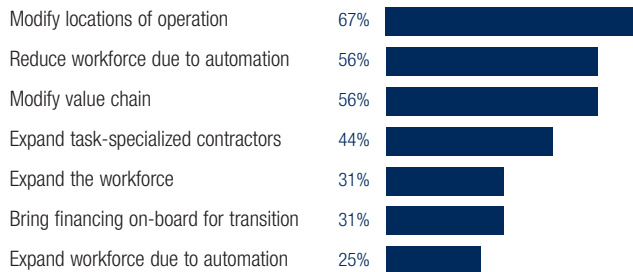 Modify locations of operation 67%
Reduce workforce due to automation 56%
Modify value chain 56%
Expand task-specialized contractors 44%
Expand the workforce 31%
Bring financing on-board for transition 31%
Expand workforce due to automation 25%